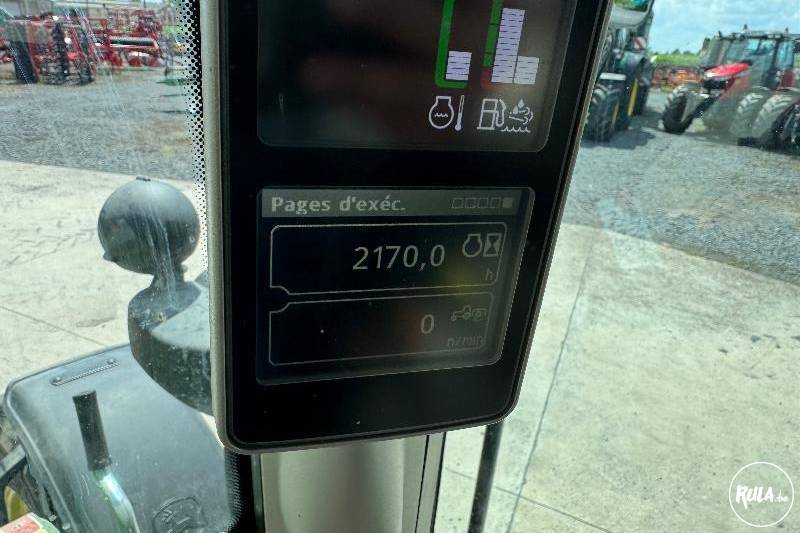 Pages d'exéc.
2170,0
h
0
n/min
RULA.be